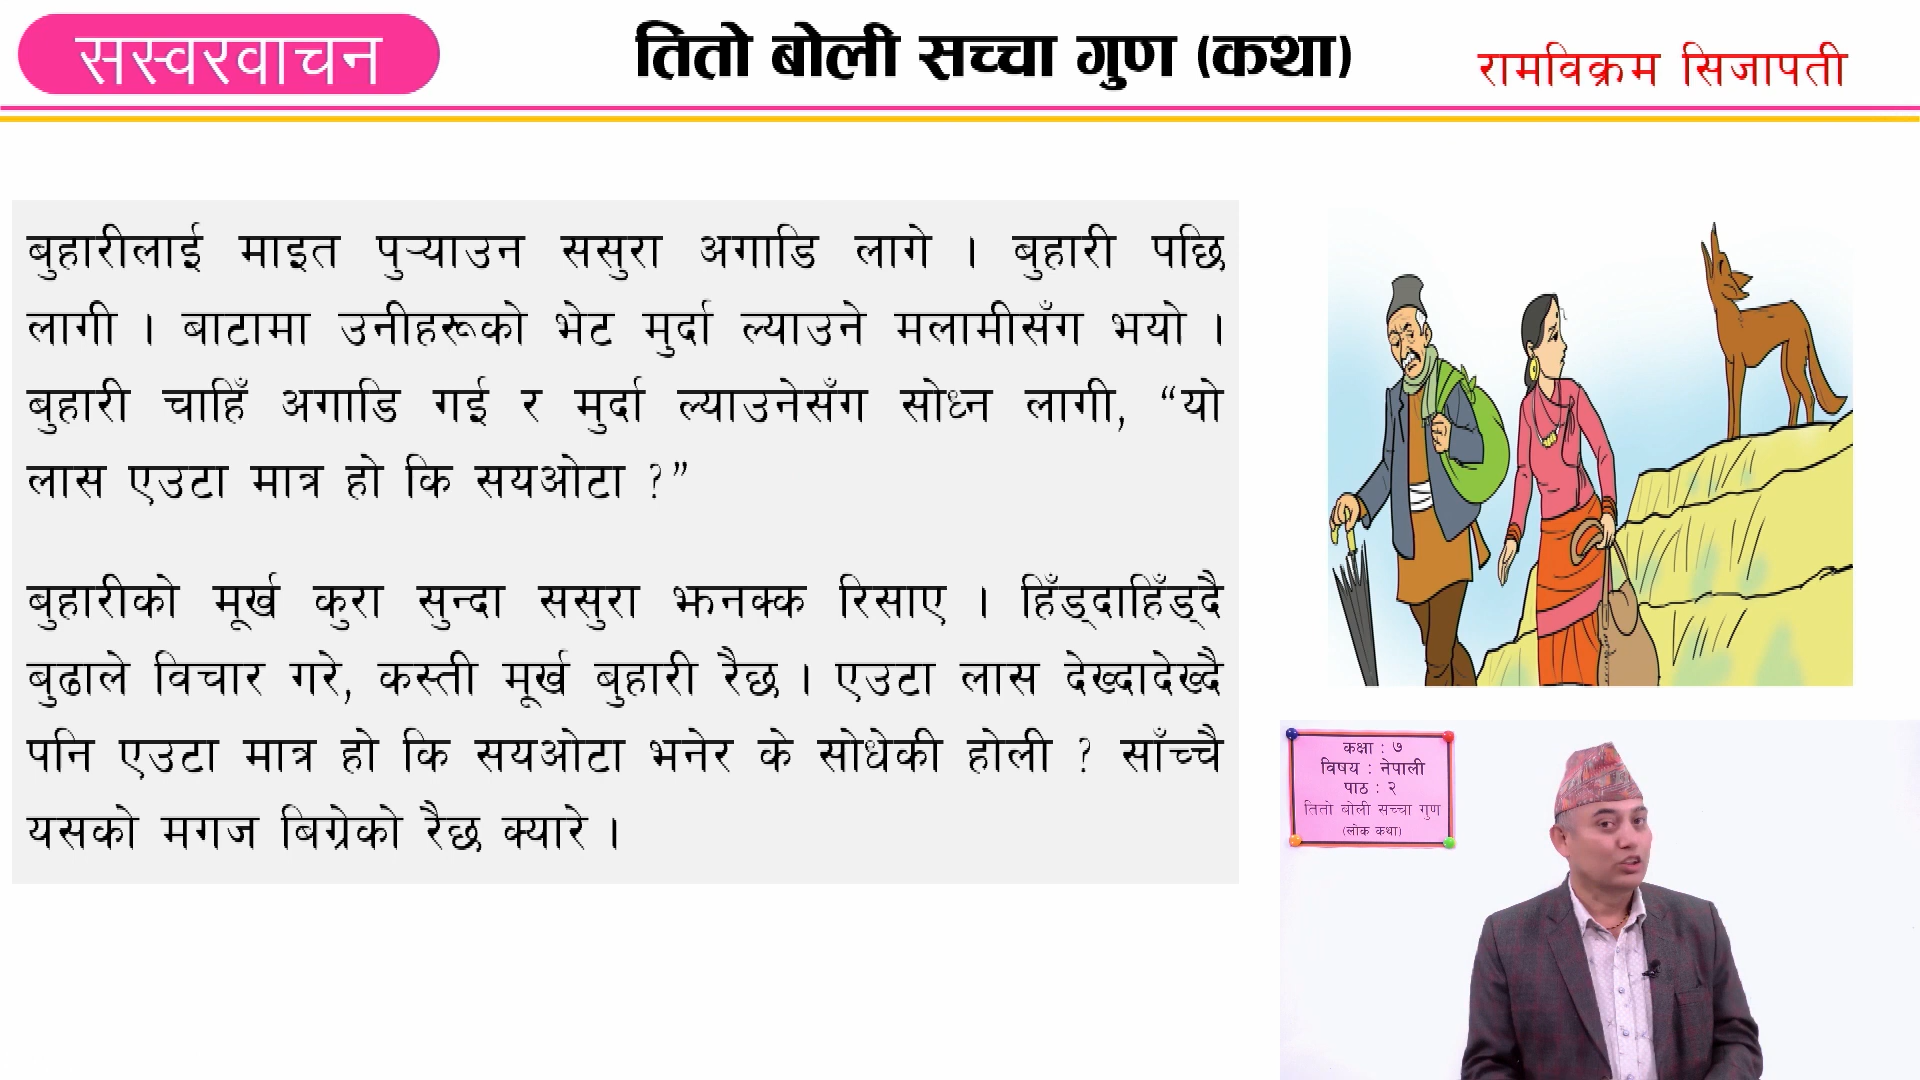 सस्वरवाचन
तितो बोली सच्चा गुण (कथा)
रामविक्रम सिजापती
बुहारीलाई माइत पुऱ्याउन ससुरा अगाडि लागे । बुहारी पछि
लागी । बाटामा उनीहरूको भेट मुर्दा ल्याउने मलामीसँग भयो ।
बुहारी चाहिँ अगाडि गई र मुर्दा ल्याउनेसँग सोध्न लागी, “यो
लास एउटा मात्र हो कि सयओटा ?”
बुहारीको मूर्ख कुरा सुन्दा ससुरा झनक्क रिसाए । हिँड्दाहिँड्दै
बुढाले विचार गरे, कस्ती मूर्ख बुहारी रैछ । एउटा लास देख्दादेख्दै
पनि एउटा मात्र हो कि सयओटा भनेर के सोधेकी होली ? साँच्चै
यसको मगज बिग्रेको रैछ क्यारे ।
कक्षा : ७
विषय : नेपाली
पाठ : २
तितो बोली सच्चा गुण
(लोक कथा)